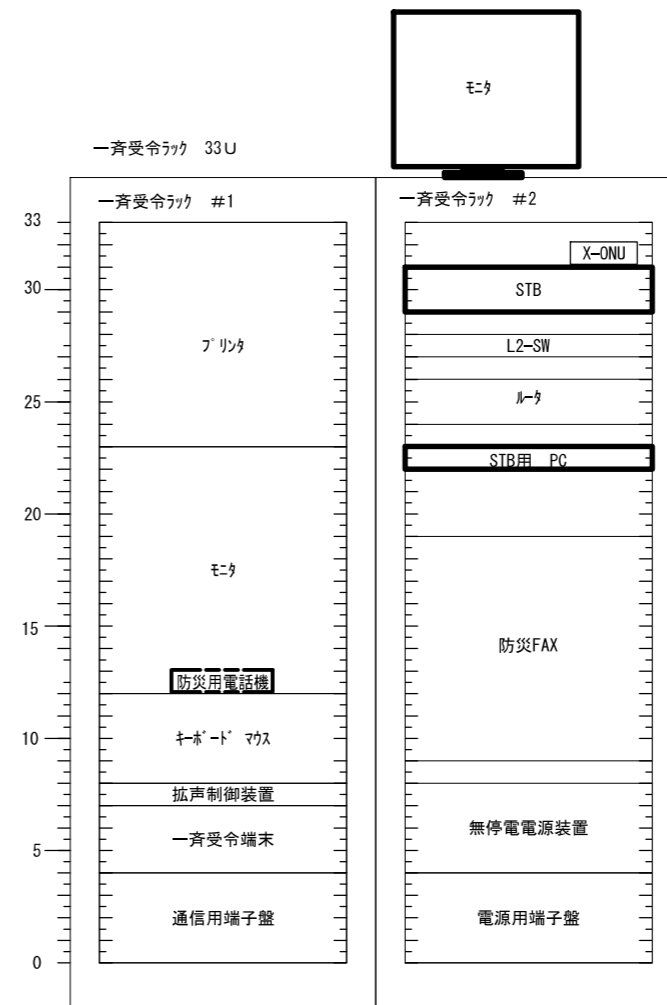 モニタ
一斉受令ラック 33U
一斉受令ラック #1
一斉受令ラック #2
33
X-ONU
30
STB
プリンタ
L2-SW
25
ルータ
STB用 PC
20
モニタ
15
防災FAX
防災用電話機
10
キーボード マウス
拡声制御装置
一斉受令端末
無停電電源装置
5
通信用端子盤
電源用端子盤
0